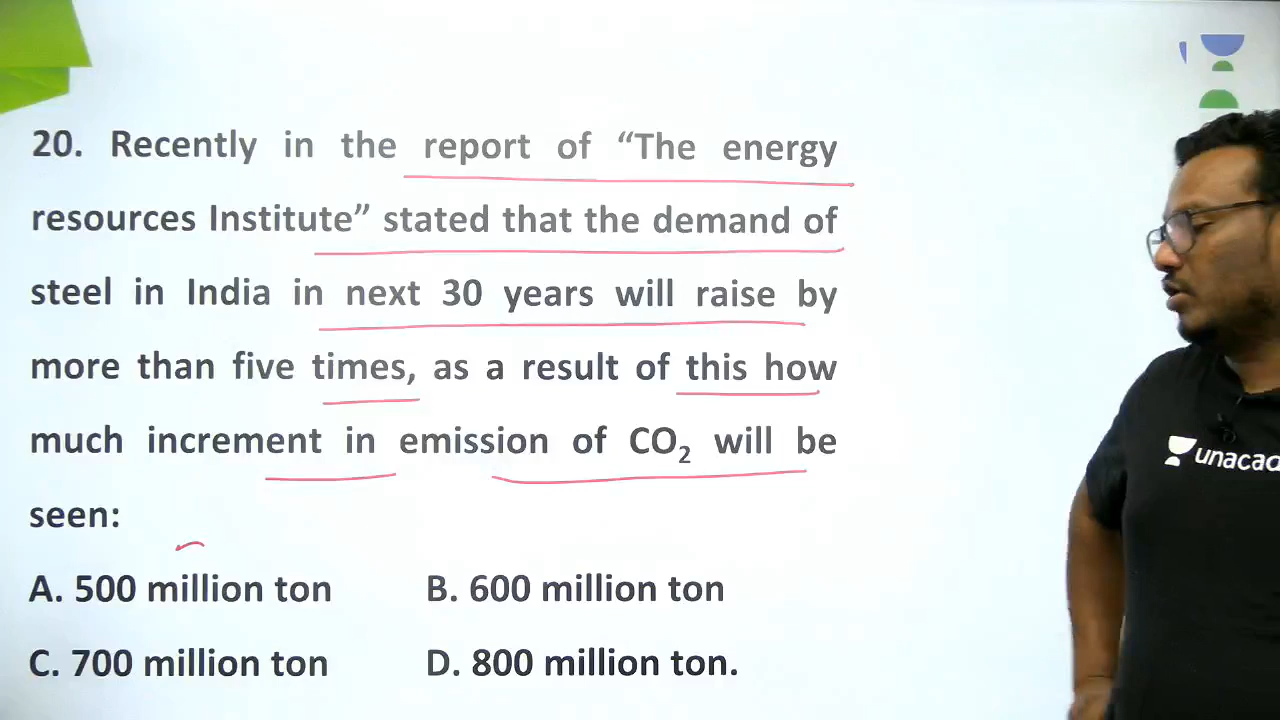 20. Recently in the report of “The energy
resources Institute” stated that the demand of
steel in India in next 30 years will raise by
more than five times, as a result of this how
much increment in emission of CO₂ will be
seen:
A. 500 million ton B. 600 million ton
C. 700 million ton D. 800 million ton.